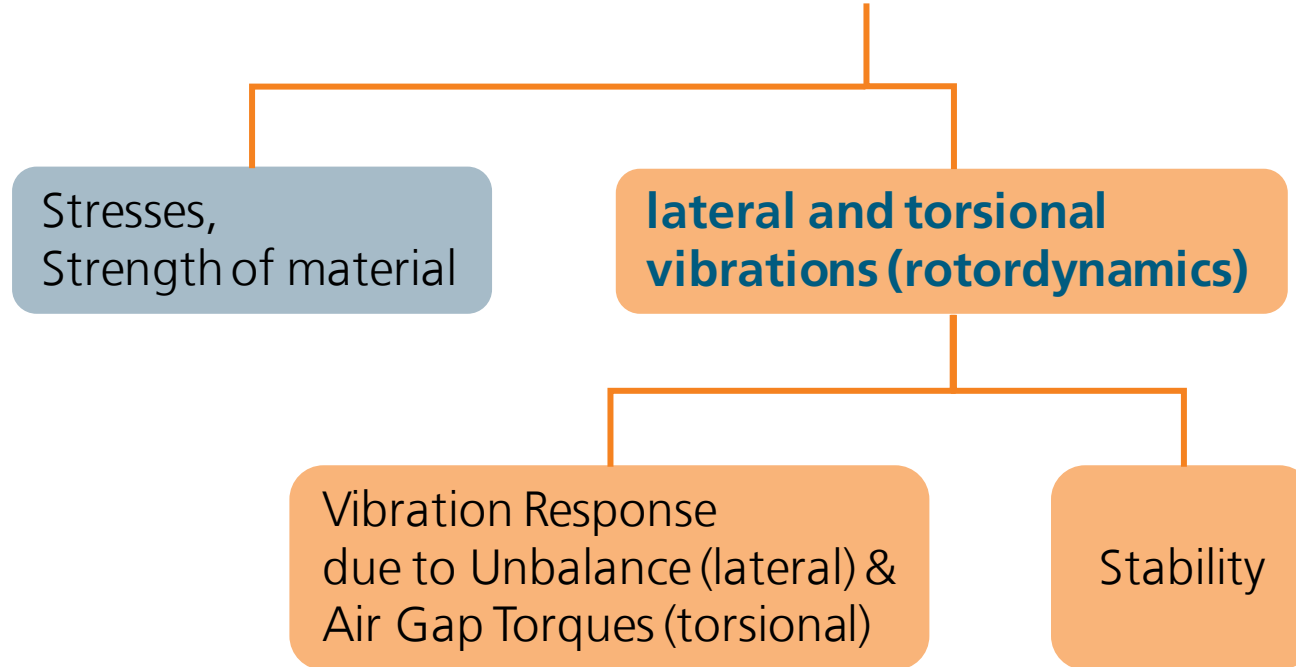 Stresses,
Strength of material
lateral and torsional
vibrations (rotordynamics)
Vibration Response
due to Unbalance (lateral) &
Air Gap Torques (torsional)
Stability